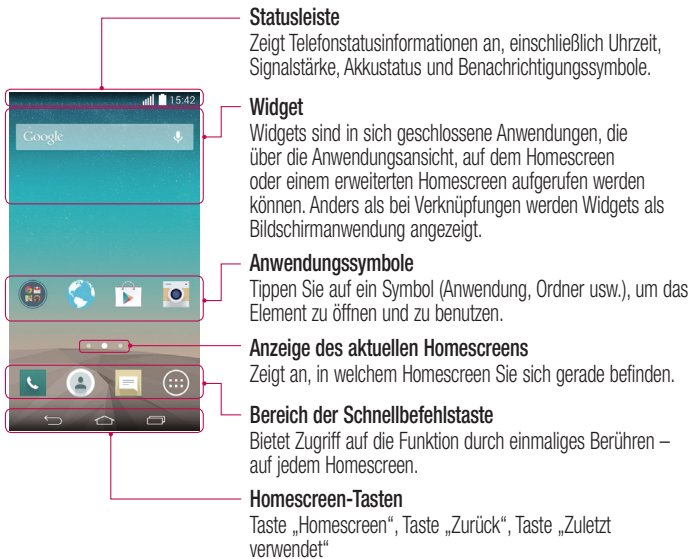 Statusleiste
Zeigt Telefonstatusinformationen an, einschließlich Uhrzeit,
Signalstärke, Akkustatus und Benachrichtigungssymbole.
15:42
Google
Widget
Widgets sind in sich geschlossene Anwendungen, die
über die Anwendungsansicht, auf dem Homescreen
oder einem erweiterten Homescreen aufgerufen werden
können. Anders als bei Verknüpfungen werden Widgets als
Bildschirmanwendung angezeigt.
Anwendungssymbole
Tippen Sie auf ein Symbol (Anwendung, Ordner usw.), um das
Element zu öffnen und zu benutzen.
Anzeige des aktuellen Homescreens
Zeigt an, in welchem Homescreen Sie sich gerade befinden.
Bereich der Schnellbefehlstaste
Bietet Zugriff auf die Funktion durch einmaliges Berühren –
auf jedem Homescreen.
Homescreen-Tasten
Taste „Homescreen“, Taste „Zurück“, Taste „Zuletzt
verwendet“